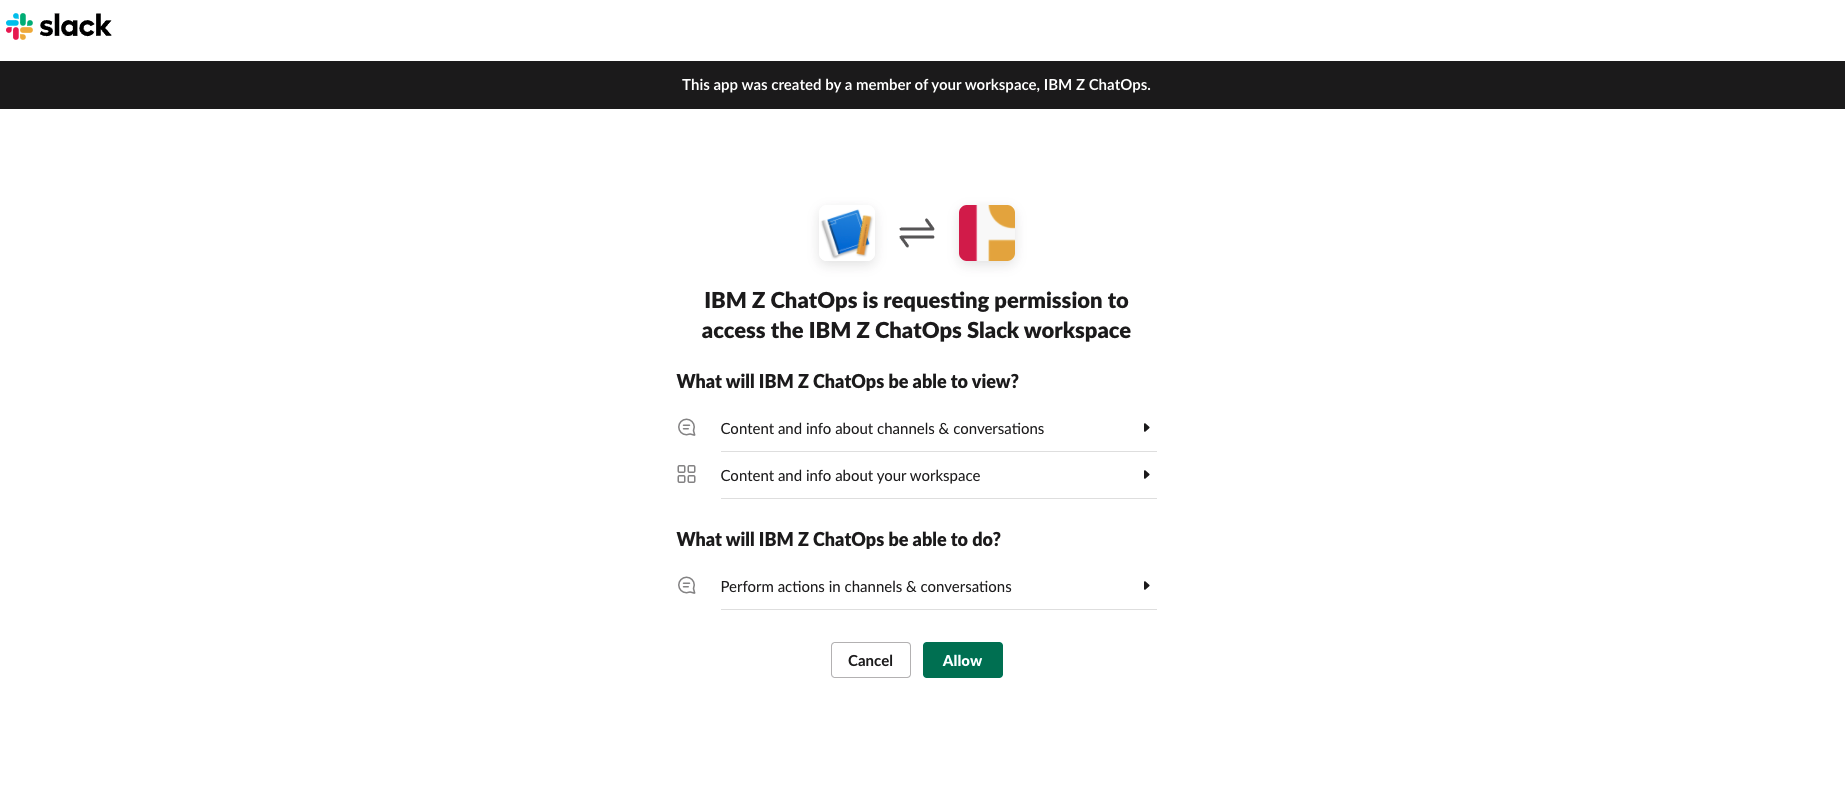 slack
This app was created by a member of your workspace, IBM Z ChatOps.
IBM Z ChatOps is requesting permission to
access the IBM Z ChatOps Slack workspace
What will IBM Z ChatOps be able to view?
Content and info about channels & conversations
Content and info about your workspace
What will IBM Z ChatOps be able to do?
Perform actions in channels & conversations
Cancel Allow